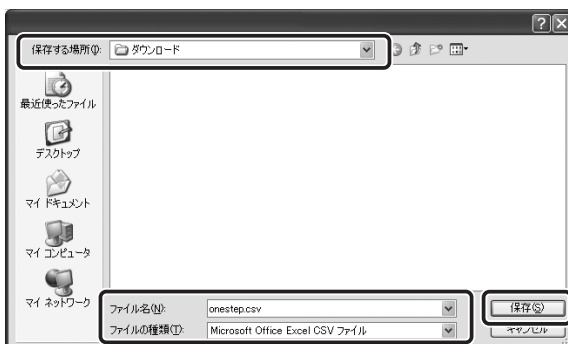 保存する場所(I): ダウンロード
最近使ったファイル
デスクトップ
マイ ドキュメント
マイ コンピュータ
マイ ネットワーク
ファイル名(N): onestep.csv
保存(S)
ファイルの種類(T): Microsoft Office Excel CSV ファイル
キャンセル